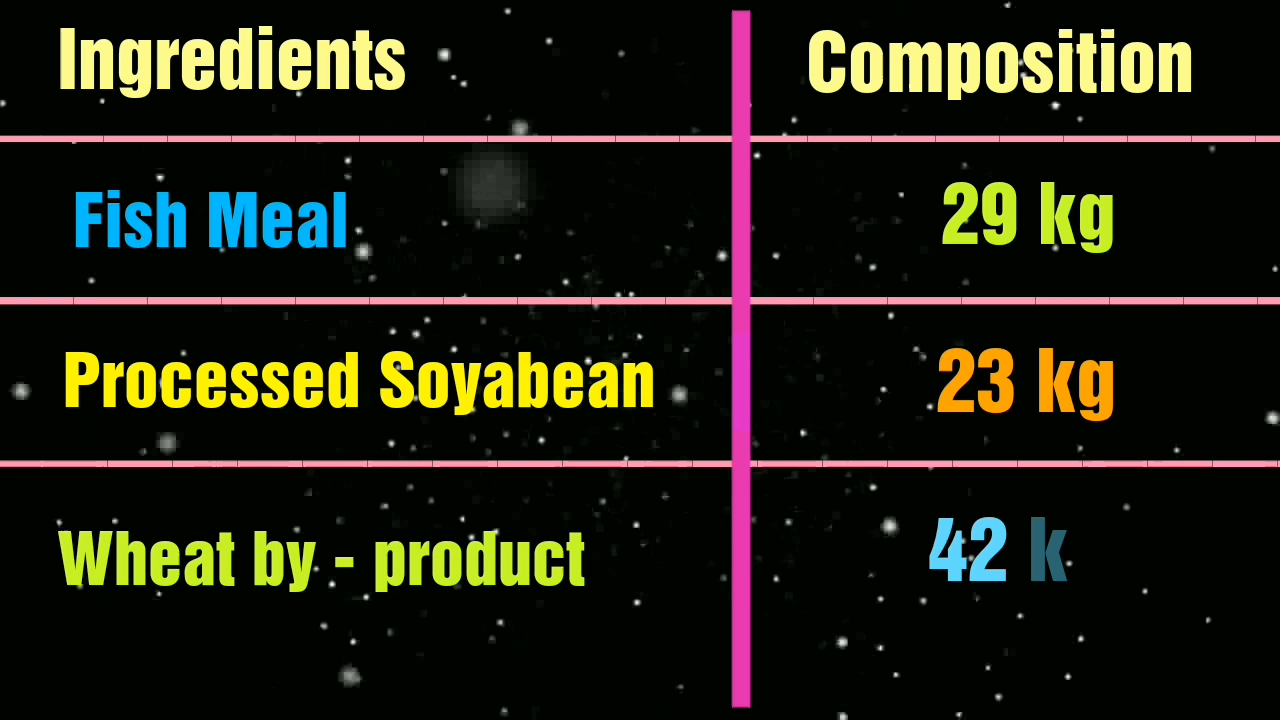 Ingredients Composition
Fish Meal 29 kg
Processed Soyabean 23 kg
Wheat by - product 42 k